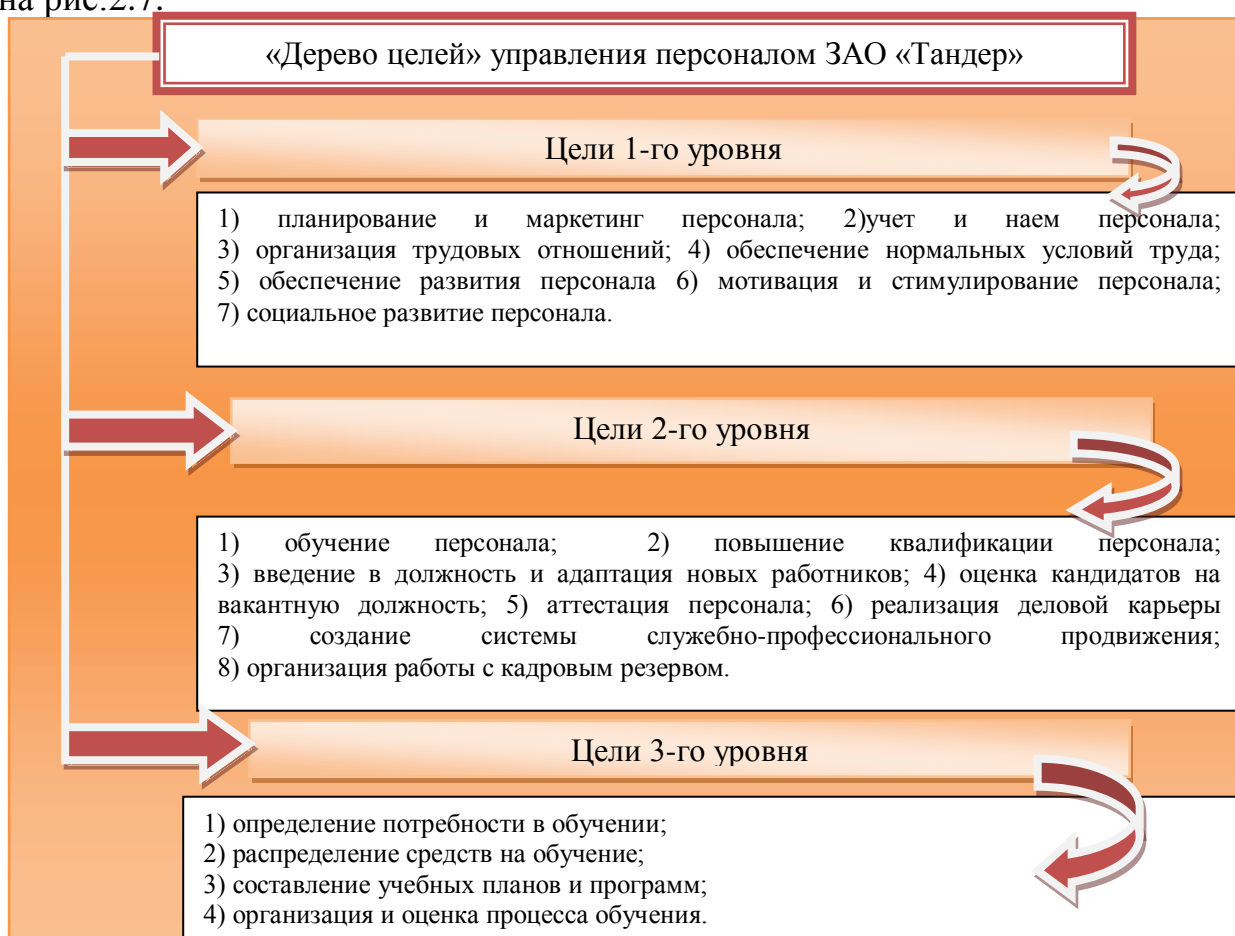 на рис.2.7.
«Дерево целей» управления персоналом ЗАО «Тандер»
Цели 1-го уровня
1) планирование и маркетинг персонала; 2)учет и наем персонала;
3) организация трудовых отношений; 4) обеспечение нормальных условий труда;
5) обеспечение развития персонала 6) мотивация и стимулирование персонала;
7) социальное развитие персонала.
Цели 2-го уровня
1) обучение персонала; 2) повышение квалификации персонала;
3) введение в должность и адаптация новых работников; 4) оценка кандидатов на
вакантную должность; 5) аттестация персонала; 6) реализация деловой карьеры
7) создание системы служебно-профессионального продвижения;
8) организация работы с кадровым резервом.
Цели 3-го уровня
1) определение потребности в обучении;
2) распределение средств на обучение;
3) составление учебных планов и программ;
4) организация и оценка процесса обучения.